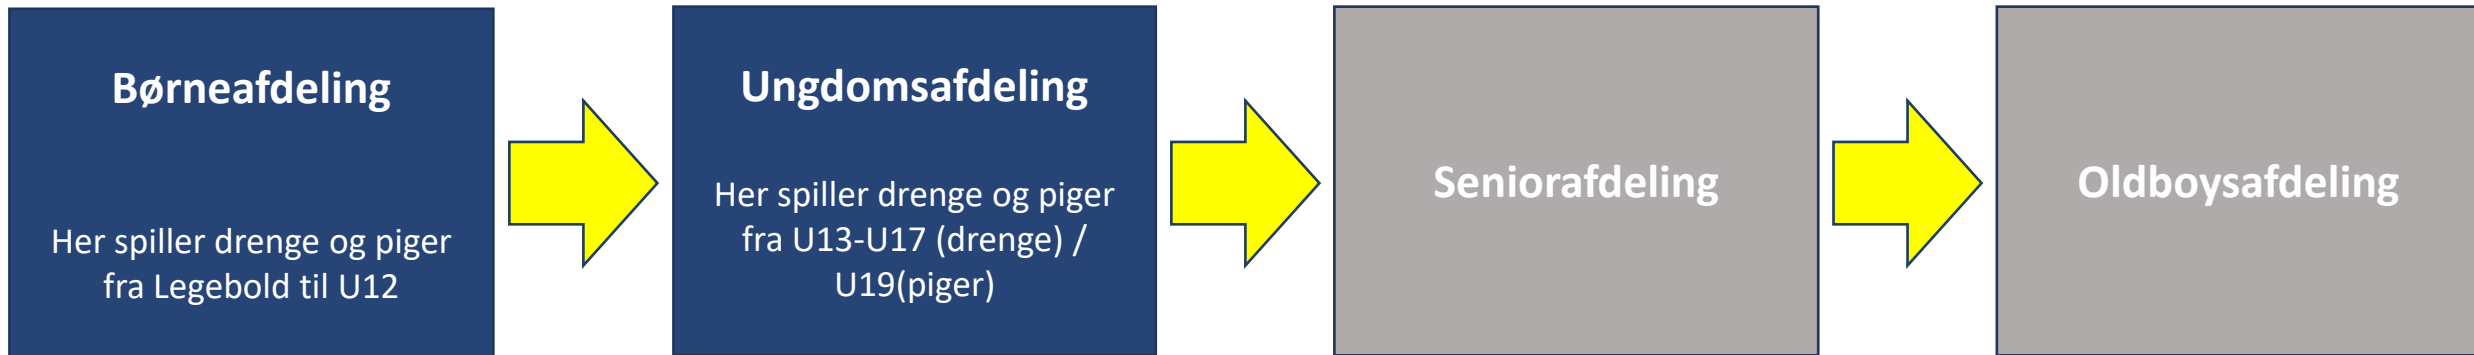 Børneafdeling
Her spiller drenge og piger
fra Legebold til U12
Ungdomsafdeling
Her spiller drenge og piger
fra U13-U17 (drenge) /
U19(piger)
Seniorafdeling
Oldboysafdeling